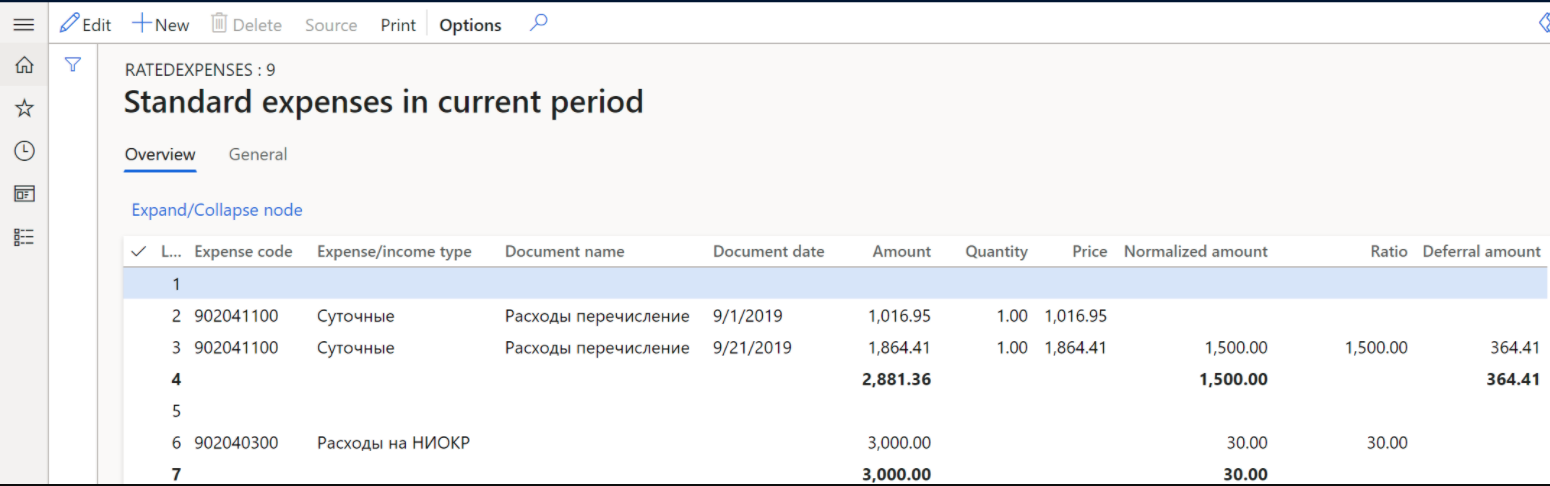 Edit New Delete Source Print Options
RATEDEXPENSES : 9
Standard expenses in current period
Overview General
Expand/Collapse node
L... Expense code Expense/income type Document name Document date Amount Quantity Price Normalized amount Ratio Deferral amount
1
2 902041100 Суточные Расходы перечисление 9/1/2019 1,016.95 1.00 1,016.95
3 902041100 Суточные Расходы перечисление 9/21/2019 1,864.41 1.00 1,864.41 1,500.00 1,500.00 364.41
4 2,881.36 1,500.00 364.41
5
6 902040300 Расходы на НИОКР 3,000.00 30.00 30.00
7 3,000.00 30.00